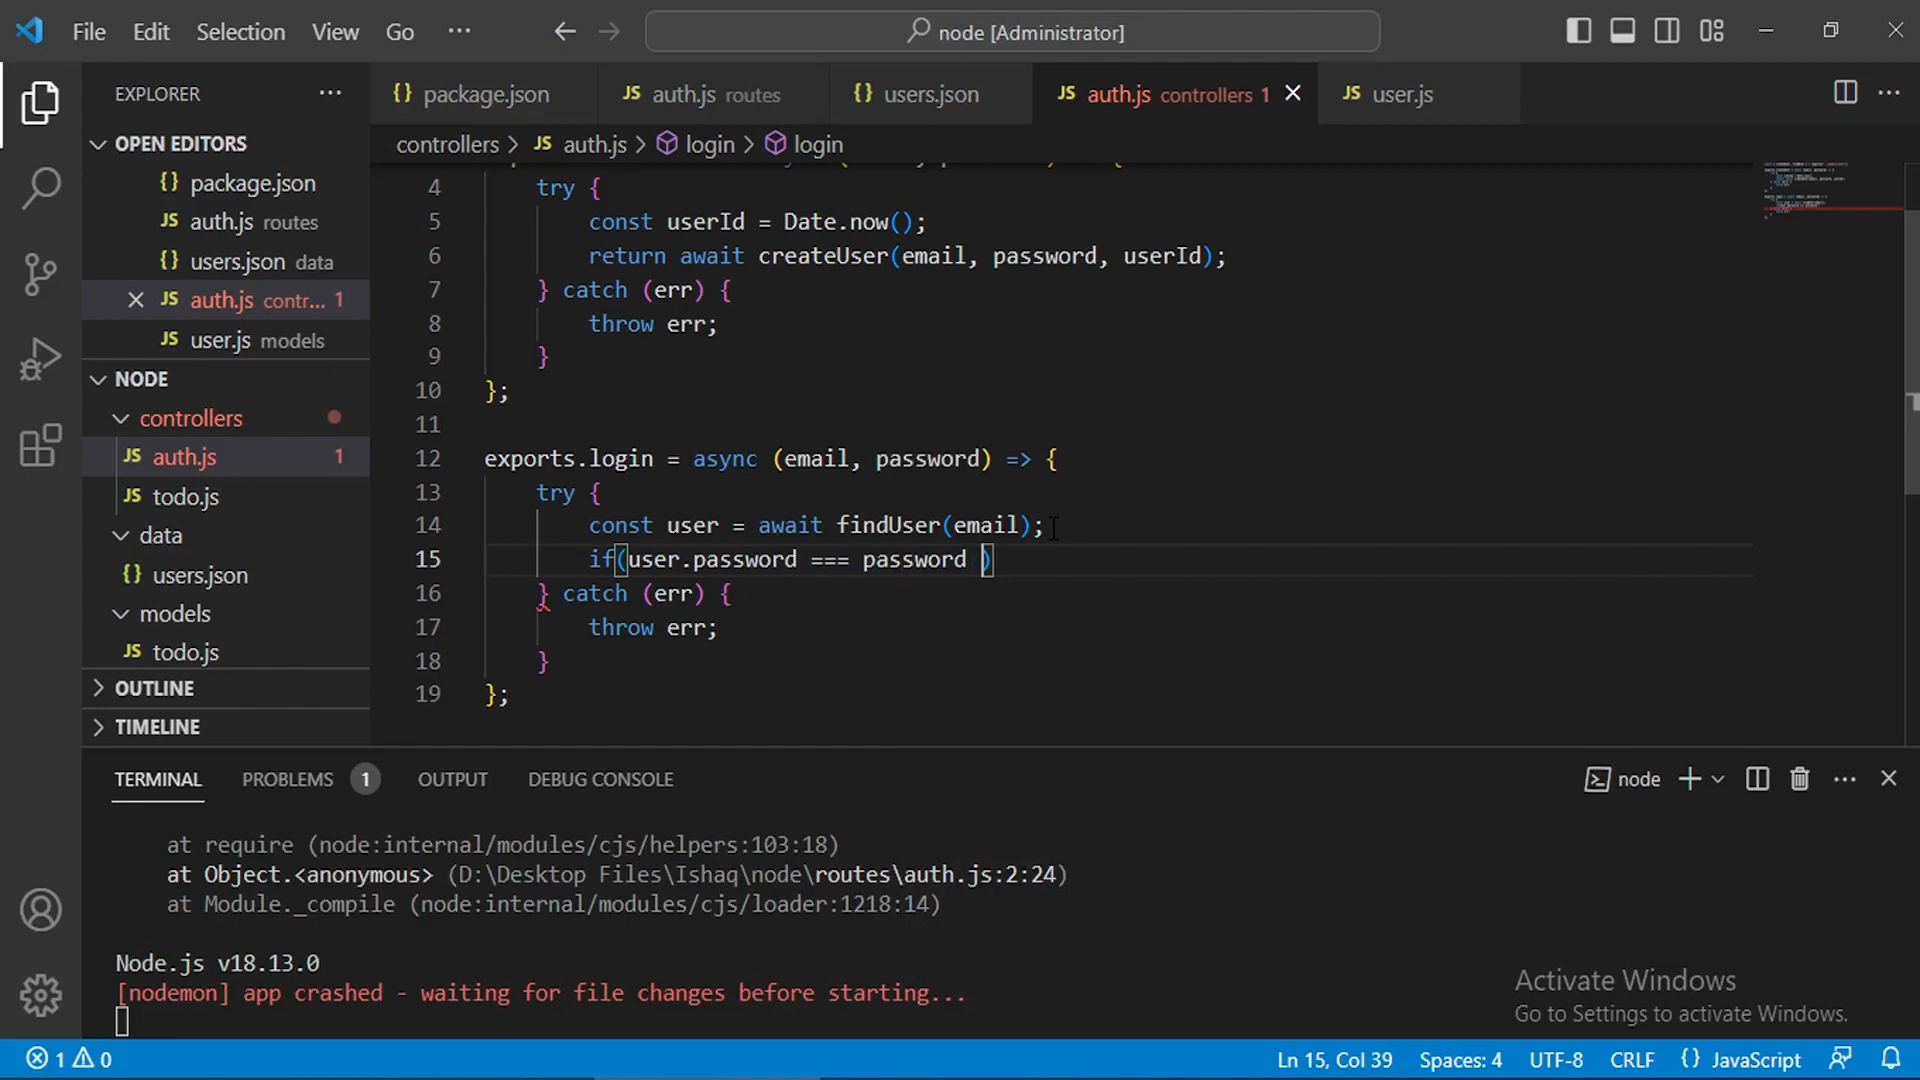 File Edit Selection View Go ··· node [Administrator]
EXPLORER ···
OPEN EDITORS
{} package.json
JS auth.js routes
{} users.json data
JS auth.js contr... 1
JS user.js models
NODE
controllers
JS auth.js 1
JS todo.js
data
{} users.json
models
JS todo.js
OUTLINE
TIMELINE
{} package.json JS auth.js routes {} users.json JS auth.js controllers 1 JS user.js
controllers > JS auth.js > login > login
4 try {
5 const userId = Date.now();
6 return await createUser(email, password, userId);
7 } catch (err) {
8 throw err;
9 }
10 };
11
12 exports.login = async (email, password) => {
13 try {
14 const user = await findUser(email);
15 if(user.password === password )
16 } catch (err) {
17 throw err;
18 }
19 };
TERMINAL PROBLEMS 1 OUTPUT DEBUG CONSOLE node
at require (node:internal/modules/cjs/helpers:103:18)
at Object.<anonymous> (D:\Desktop Files\Ishaq\node\routes\auth.js:2:24)
at Module._compile (node:internal/modules/cjs/loader:1218:14)
Node.js v18.13.0
[nodemon] app crashed - waiting for file changes before starting...
Activate Windows
Go to Settings to activate Windows.
1 0 Ln 15, Col 39 Spaces: 4 UTF-8 CRLF {} JavaScript